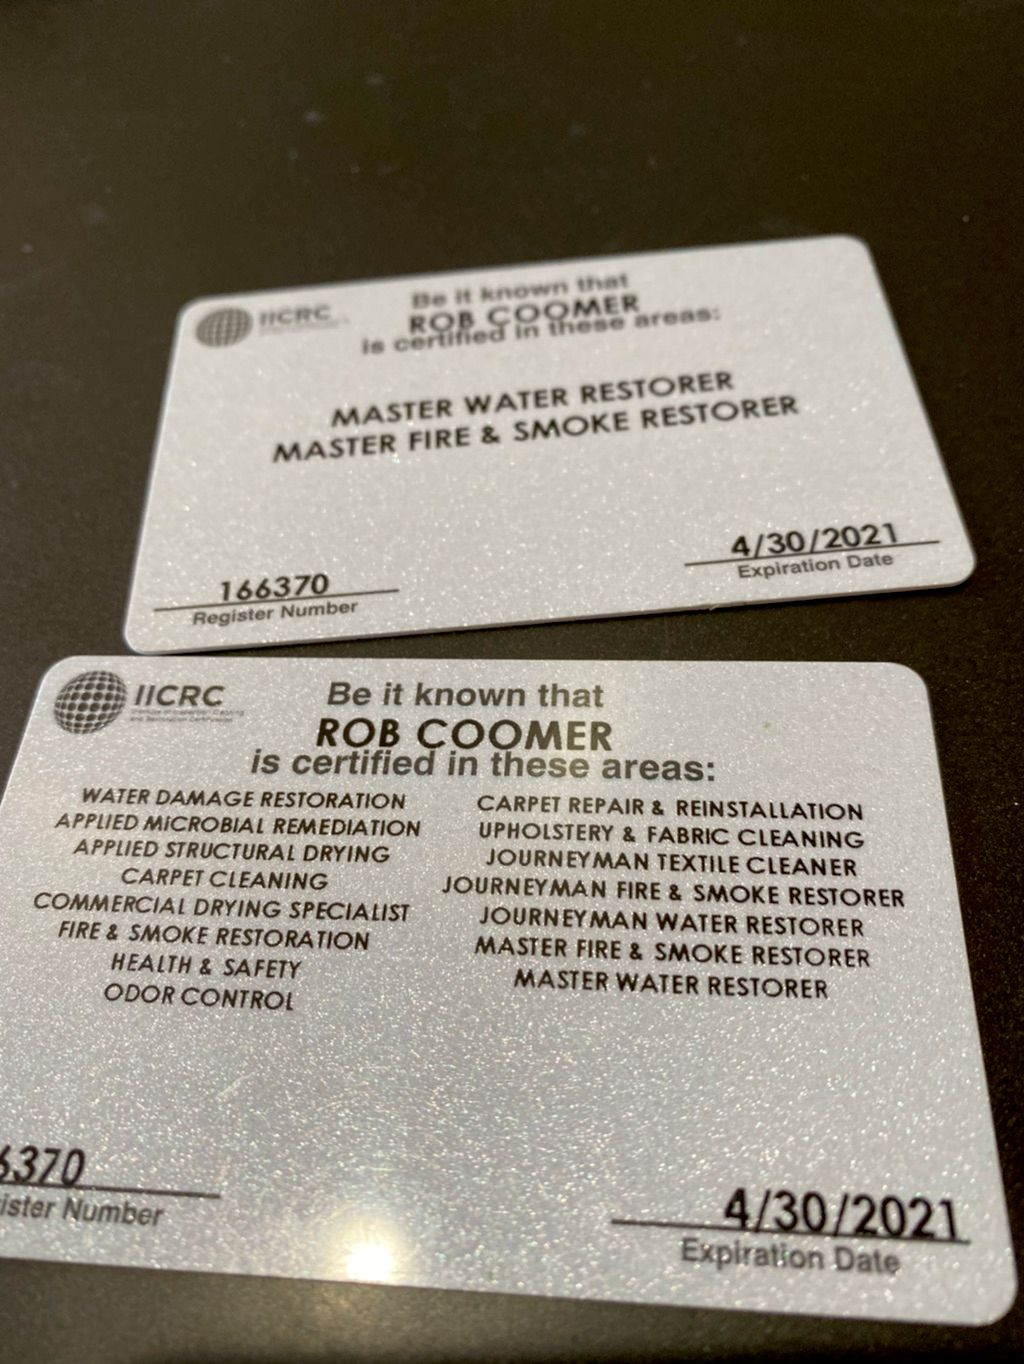 IICRC
Be it known that
ROB COOMER
is certified in these areas:
MASTER WATER RESTORER
MASTER FIRE & SMOKE RESTORER
166370
Register Number
4/30/2021
Expiration Date
IICRC
Be it known that
ROB COOMER
is certified in these areas:
WATER DAMAGE RESTORATION
APPLIED MICROBIAL REMEDIATION
APPLIED STRUCTURAL DRYING
CARPET CLEANING
COMMERCIAL DRYING SPECIALIST
FIRE & SMOKE RESTORATION
HEALTH & SAFETY
ODOR CONTROL
CARPET REPAIR & REINSTALLATION
UPHOLSTERY & FABRIC CLEANING
JOURNEYMAN TEXTILE CLEANER
JOURNEYMAN FIRE & SMOKE RESTORER
JOURNEYMAN WATER RESTORER
MASTER FIRE & SMOKE RESTORER
MASTER WATER RESTORER
6370
ister Number
4/30/2021
Expiration Date